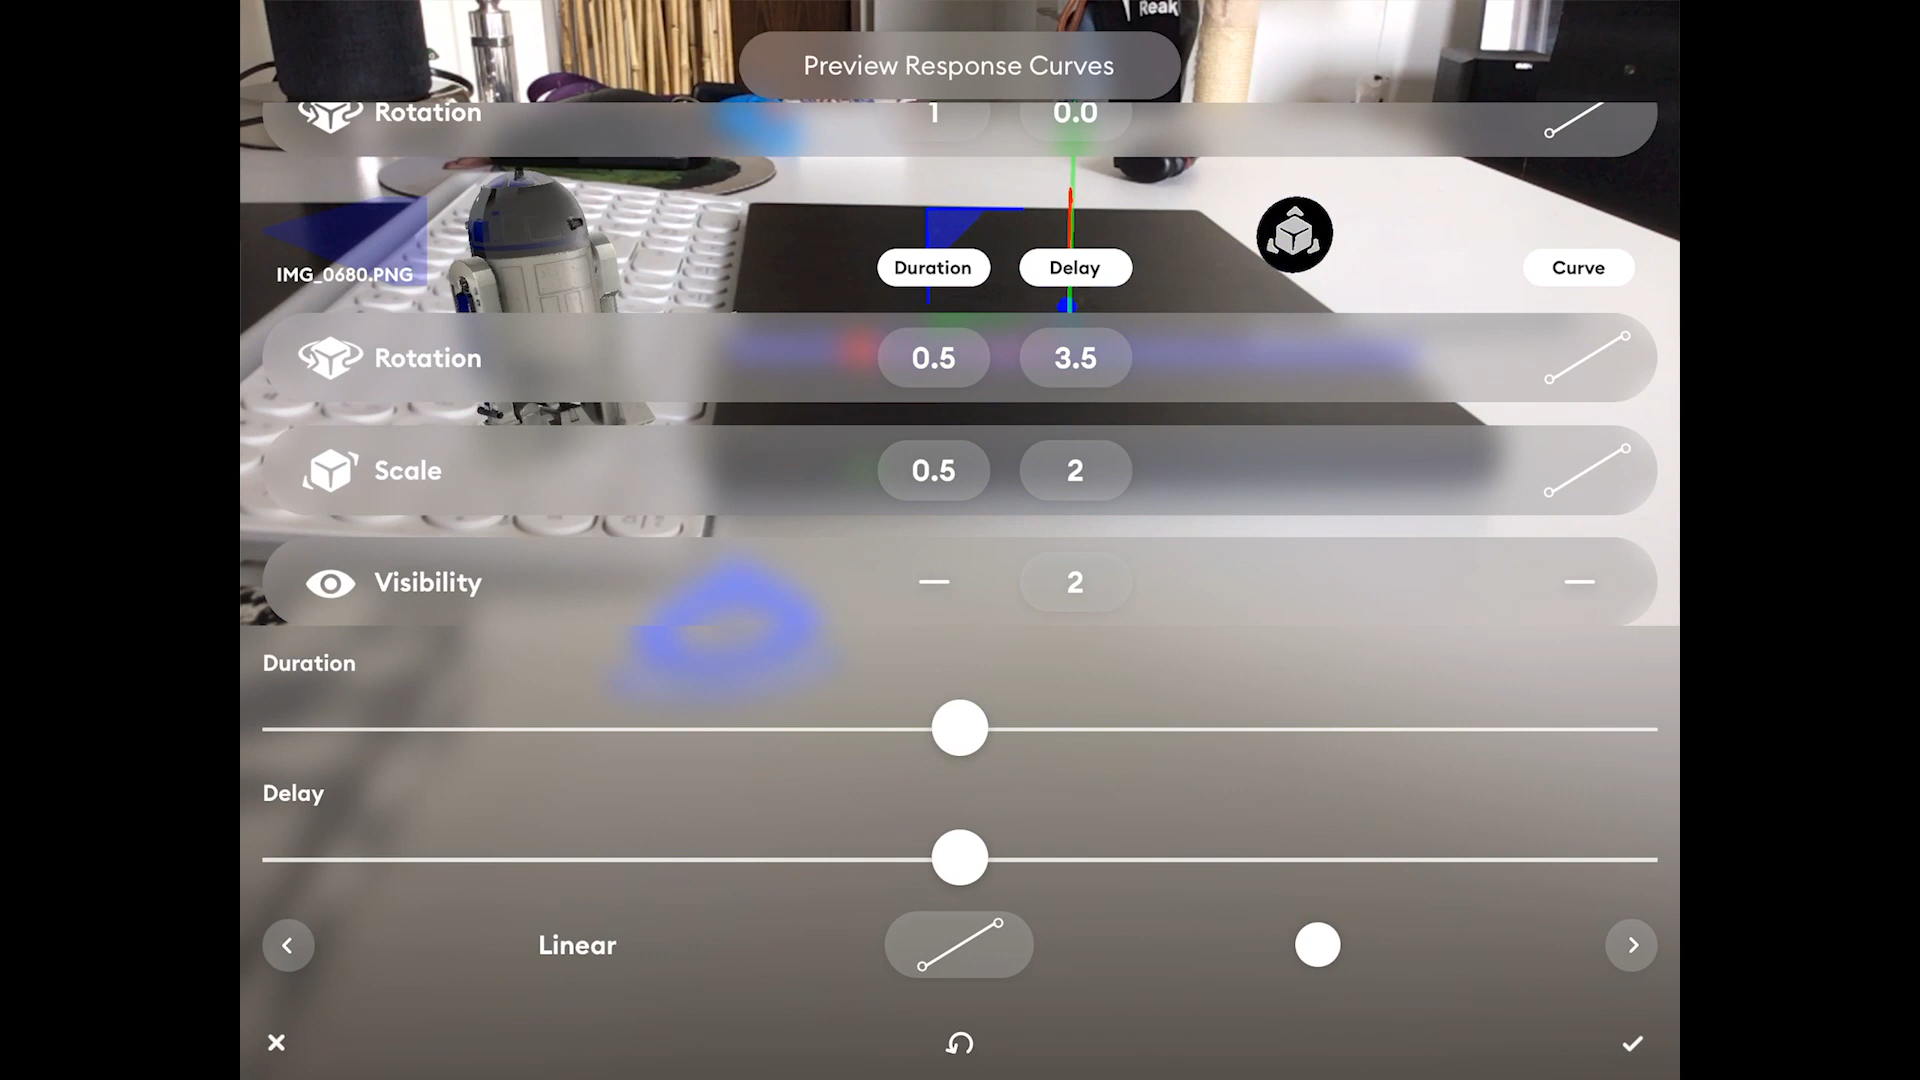 Reak
Preview Response Curves
Rotation 1 0.0
IMG_0680.PNG Duration Delay Curve
Rotation 0.5 3.5
Scale 0.5 2
Visibility — 2 —
Duration
Delay
Linear